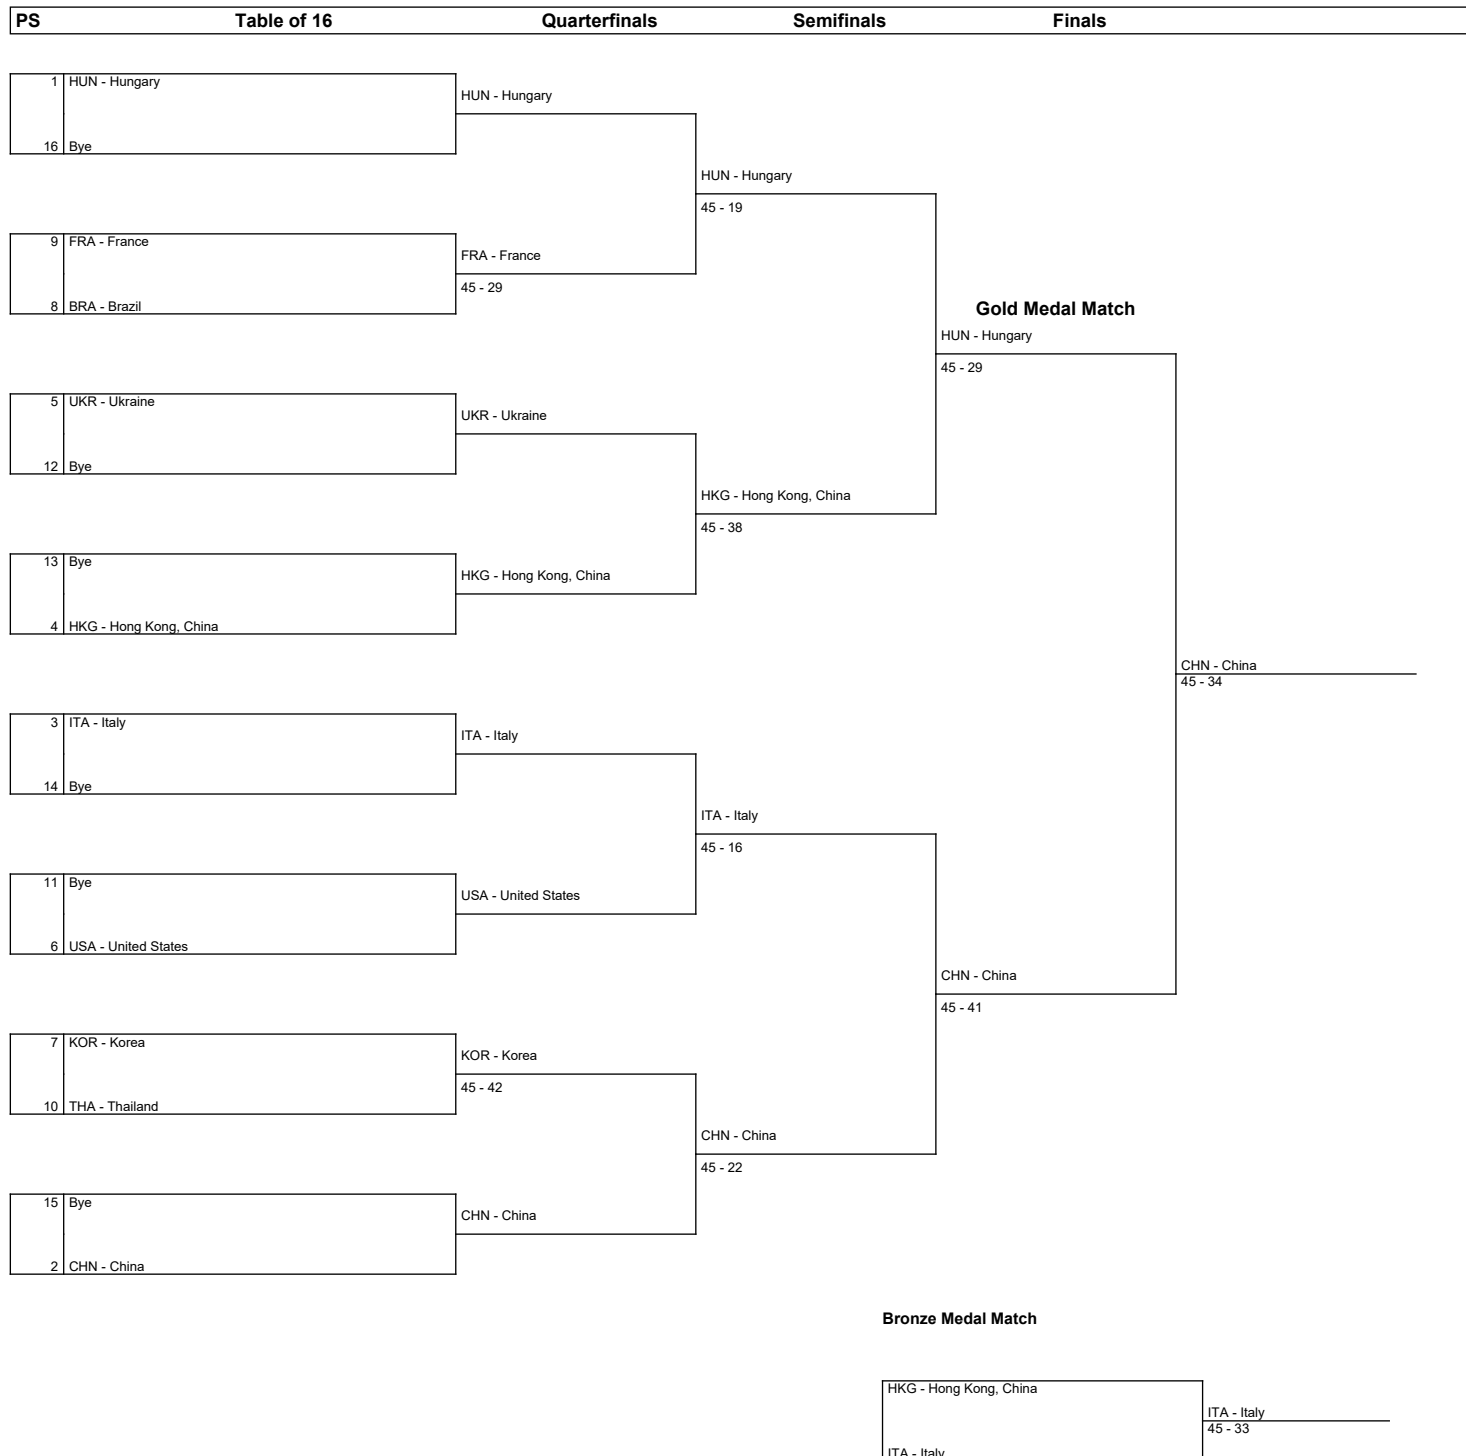 PS Table of 16 Quarterfinals Semifinals Finals
1 HUN - Hungary
HUN - Hungary
16 Bye
HUN - Hungary
45 - 19
9 FRA - France
FRA - France
45 - 29
8 BRA - Brazil
Gold Medal Match
HUN - Hungary
45 - 29
5 UKR - Ukraine
UKR - Ukraine
12 Bye
HKG - Hong Kong, China
45 - 38
13 Bye
HKG - Hong Kong, China
4 HKG - Hong Kong, China
CHN - China
45 - 34
3 ITA - Italy
ITA - Italy
14 Bye
ITA - Italy
45 - 16
11 Bye
USA - United States
6 USA - United States
CHN - China
45 - 41
7 KOR - Korea
KOR - Korea
45 - 42
10 THA - Thailand
CHN - China
45 - 22
15 Bye
CHN - China
2 CHN - China
Bronze Medal Match
HKG - Hong Kong, China
ITA - Italy
45 - 33
ITA - Italy